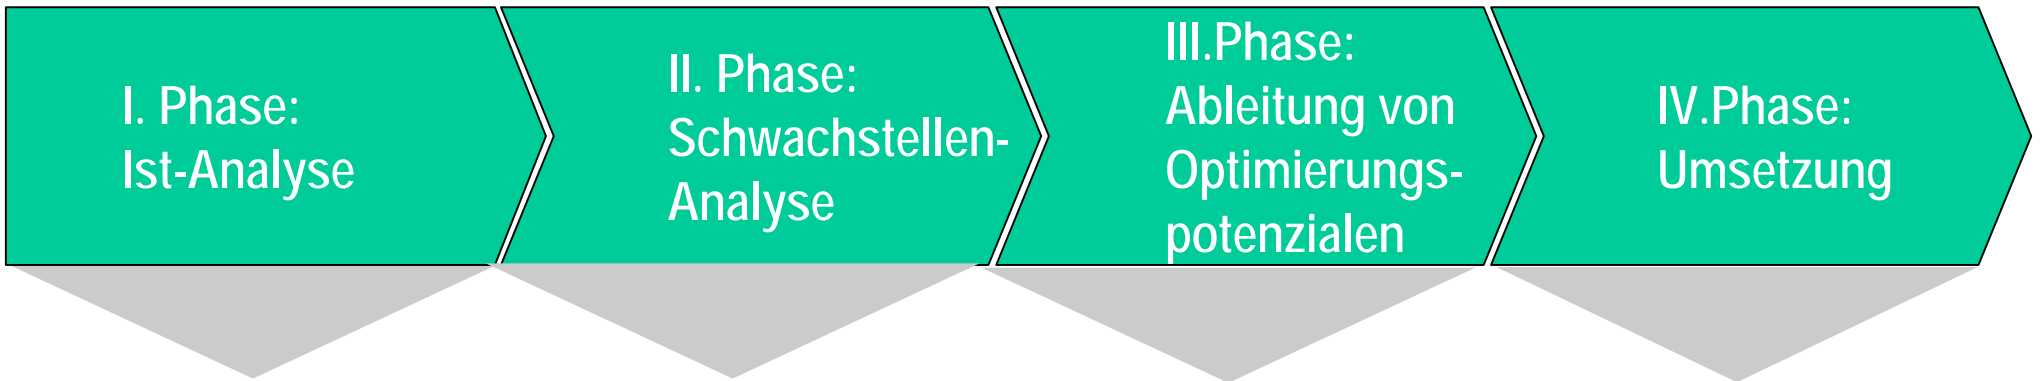 I. Phase:
Ist-Analyse
II. Phase:
Schwachstellen-
Analyse
III.Phase:
Ableitung von
Optimierungs-
potenzialen
IV.Phase:
Umsetzung